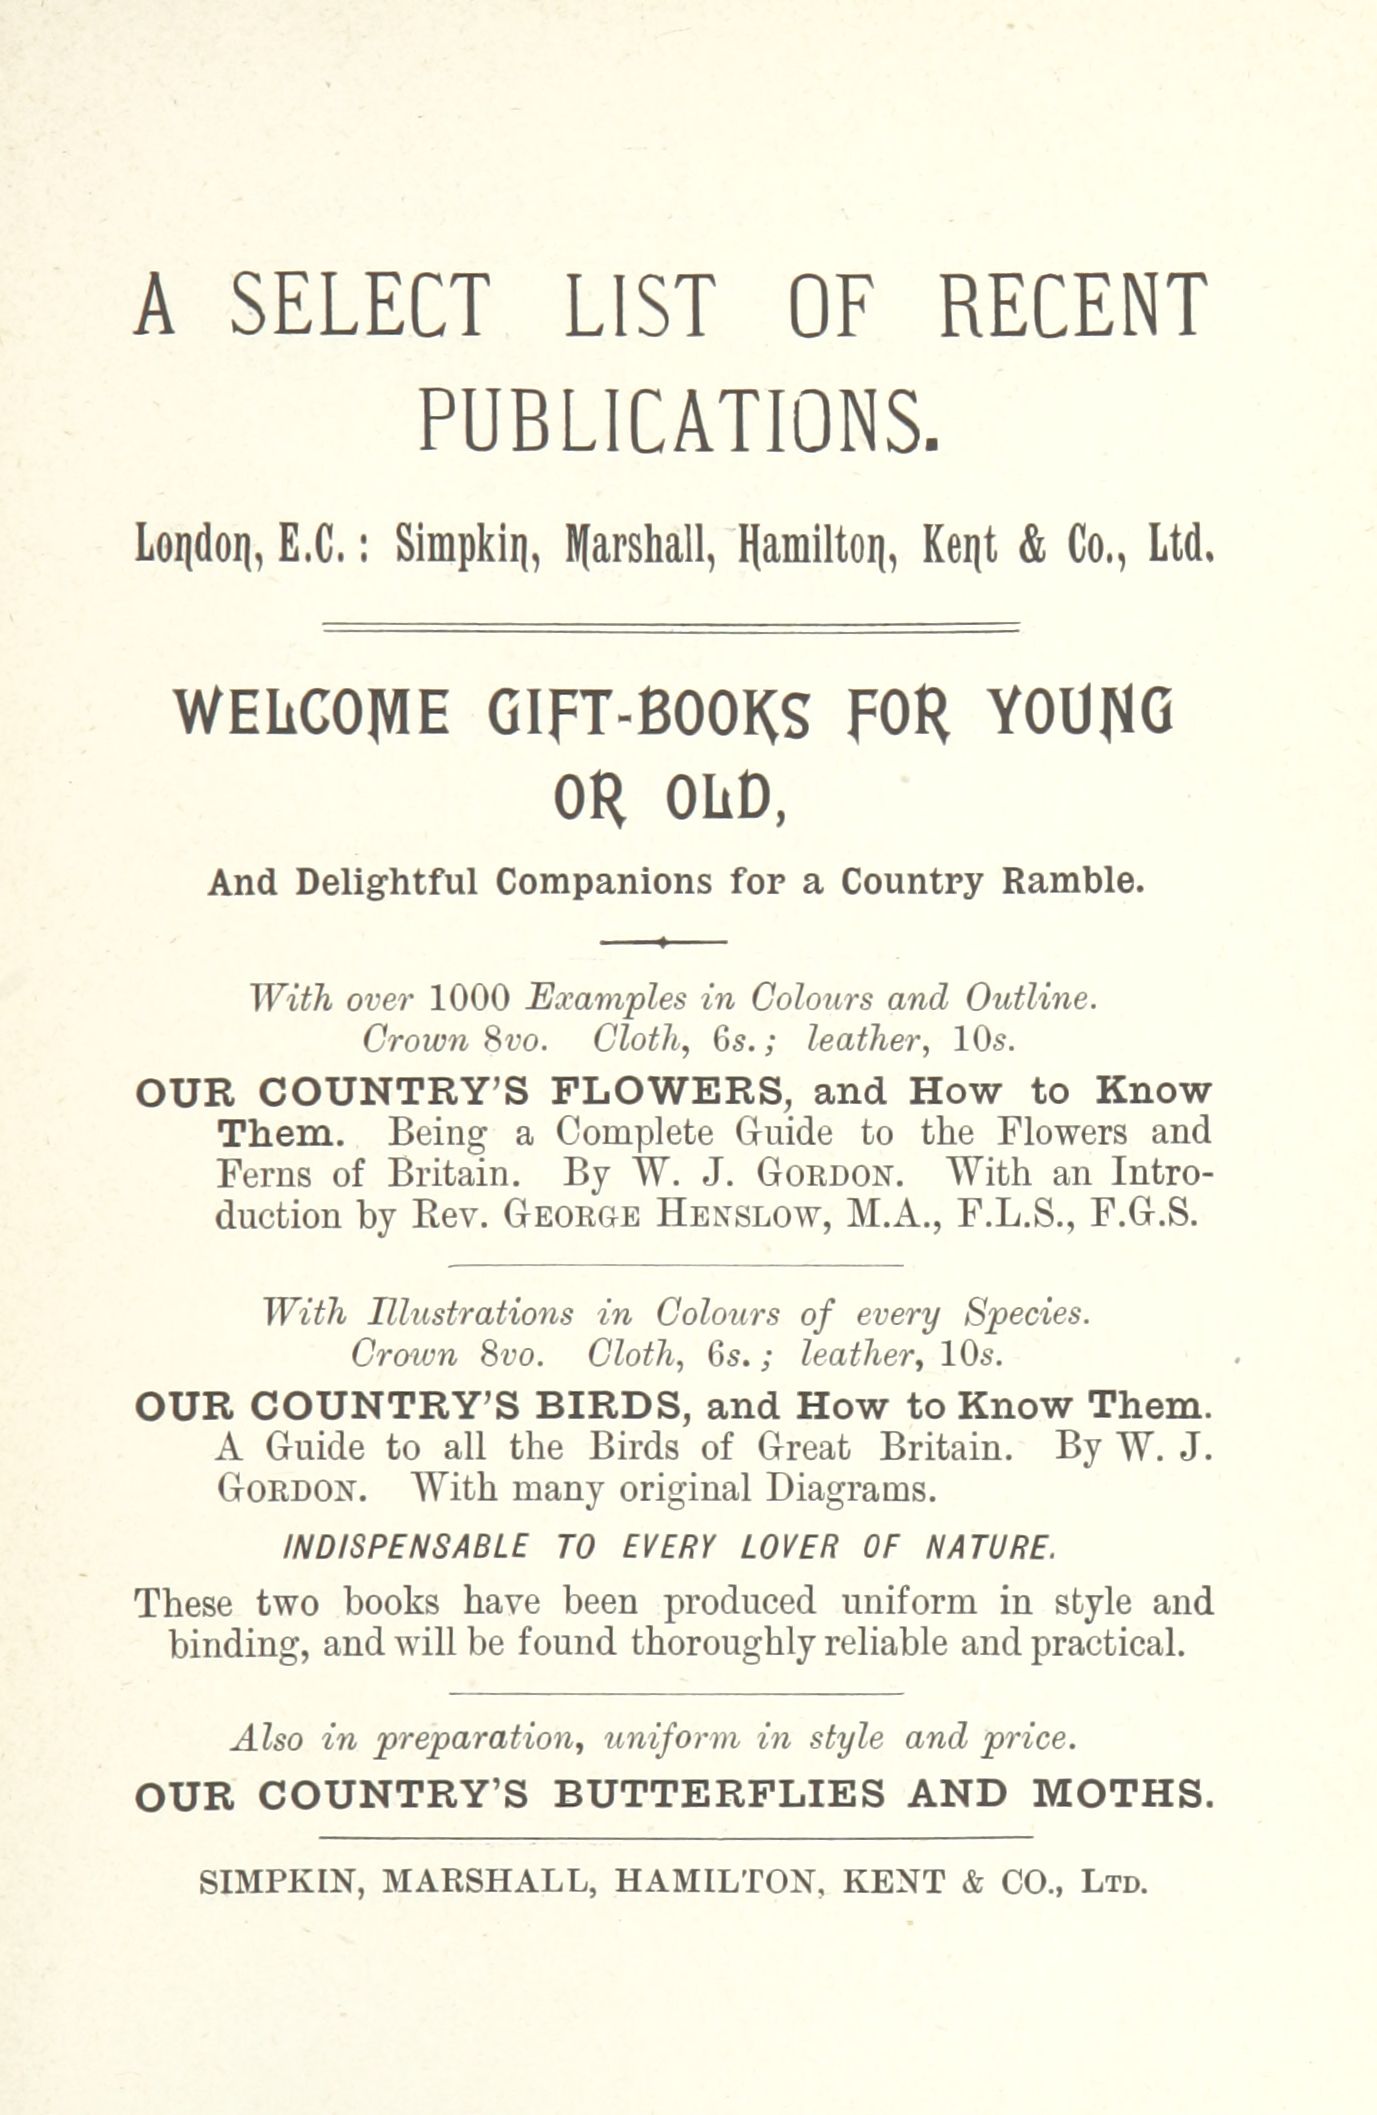 A SELECT LIST OF RECENT
PUBLICATIONS.
London, E.C.: Simpkin, Marshall, Hamilton, Kent & Co., Ltd.
WELCOME GIFT-BOOKS FOR YOUNG
OR OLD,
And Delightful Companions for a Country Ramble.
With over 1000 Examples in Colours and Outline.
Crown 8vo. Cloth, 6s.; leather, 10s.
OUR COUNTRY'S FLOWERS, and How to Know
Them. Being a Complete Guide to the Flowers and
Ferns of Britain. By W. J. GORDON. With an Intro-
duction by Rev. GEORGE HENSLOW, M.A., F.L.S., F.G.S.
With Illustrations in Colours of every Species.
Crown 8vo. Cloth, 6s.; leather, 10s.
OUR COUNTRY'S BIRDS, and How to Know Them.
A Guide to all the Birds of Great Britain. By W. J.
GORDON. With many original Diagrams.
INDISPENSABLE TO EVERY LOVER OF NATURE.
These two books have been produced uniform in style and
binding, and will be found thoroughly reliable and practical.
Also in preparation, uniform in style and price.
OUR COUNTRY'S BUTTERFLIES AND MOTHS.
SIMPKIN, MARSHALL, HAMILTON, KENT & CO., LTD.